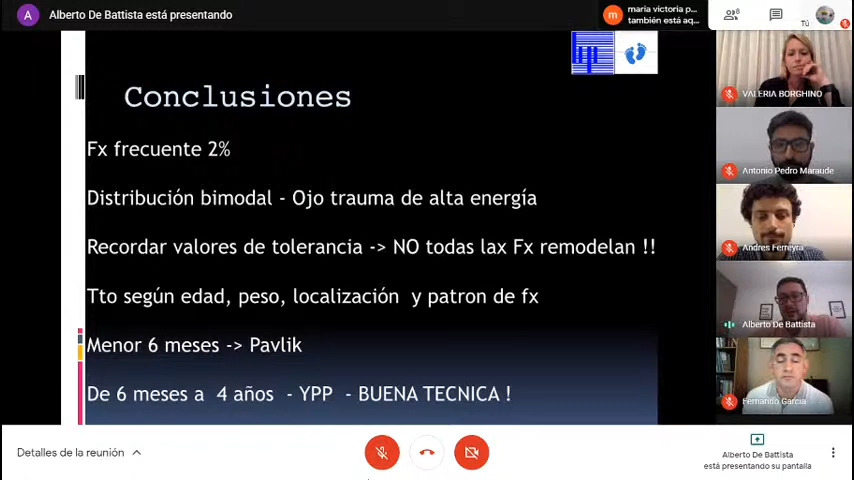 A Alberto De Battista está presentando
m maria victoria p...
también está aq...
8
Tú
Conclusiones
Fx frecuente 2%
Distribución bimodal - Ojo trauma de alta energía
Recordar valores de tolerancia -> NO todas lax Fx remodelan !!
Tto según edad, peso, localización y patron de fx
Menor 6 meses -> Pavlik
De 6 meses a 4 años - YPP - BUENA TECNICA !
VALERIA BORGHINO
Antonio Pedro Maraude
Andres Ferreyra
Alberto De Battista
Fernando Garcia
Detalles de la reunión
Alberto De Battista
está presentando su pantalla